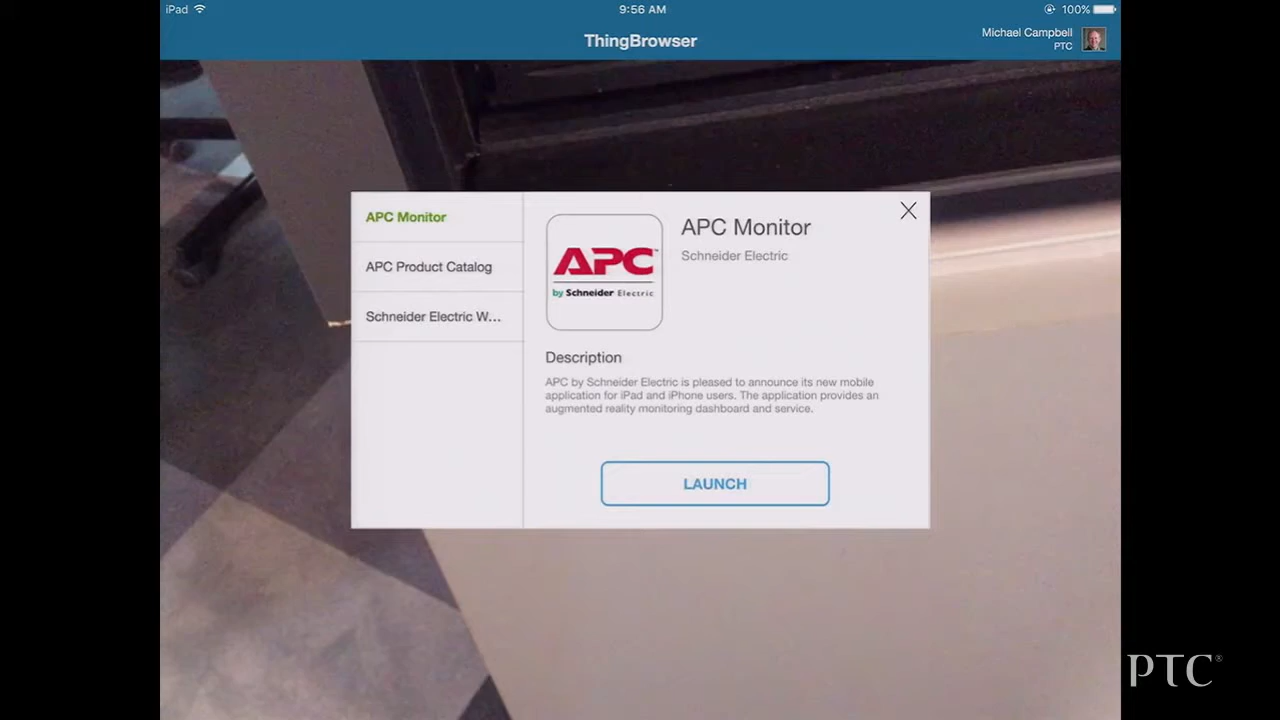 iPad
9:56 AM
100%
ThingBrowser
Michael Campbell
PTC
APC Monitor
APC Product Catalog
Schneider Electric W...
APC™
by Schneider Electric
APC Monitor
Schneider Electric
Description
APC by Schneider Electric is pleased to announce its new mobile
application for iPad and iPhone users. The application provides an
augmented reality monitoring dashboard and service.
LAUNCH
PTC®